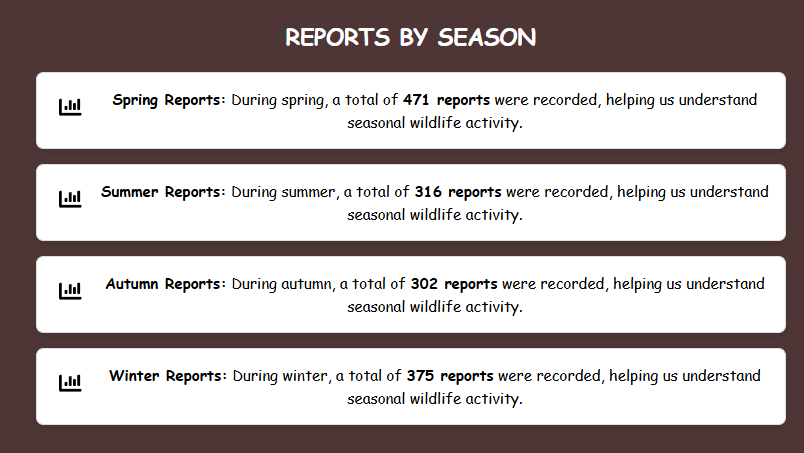 REPORTS BY SEASON
Spring Reports: During spring, a total of 471 reports were recorded, helping us understand
seasonal wildlife activity.
Summer Reports: During summer, a total of 316 reports were recorded, helping us understand
seasonal wildlife activity.
Autumn Reports: During autumn, a total of 302 reports were recorded, helping us understand
seasonal wildlife activity.
Winter Reports: During winter, a total of 375 reports were recorded, helping us understand
seasonal wildlife activity.